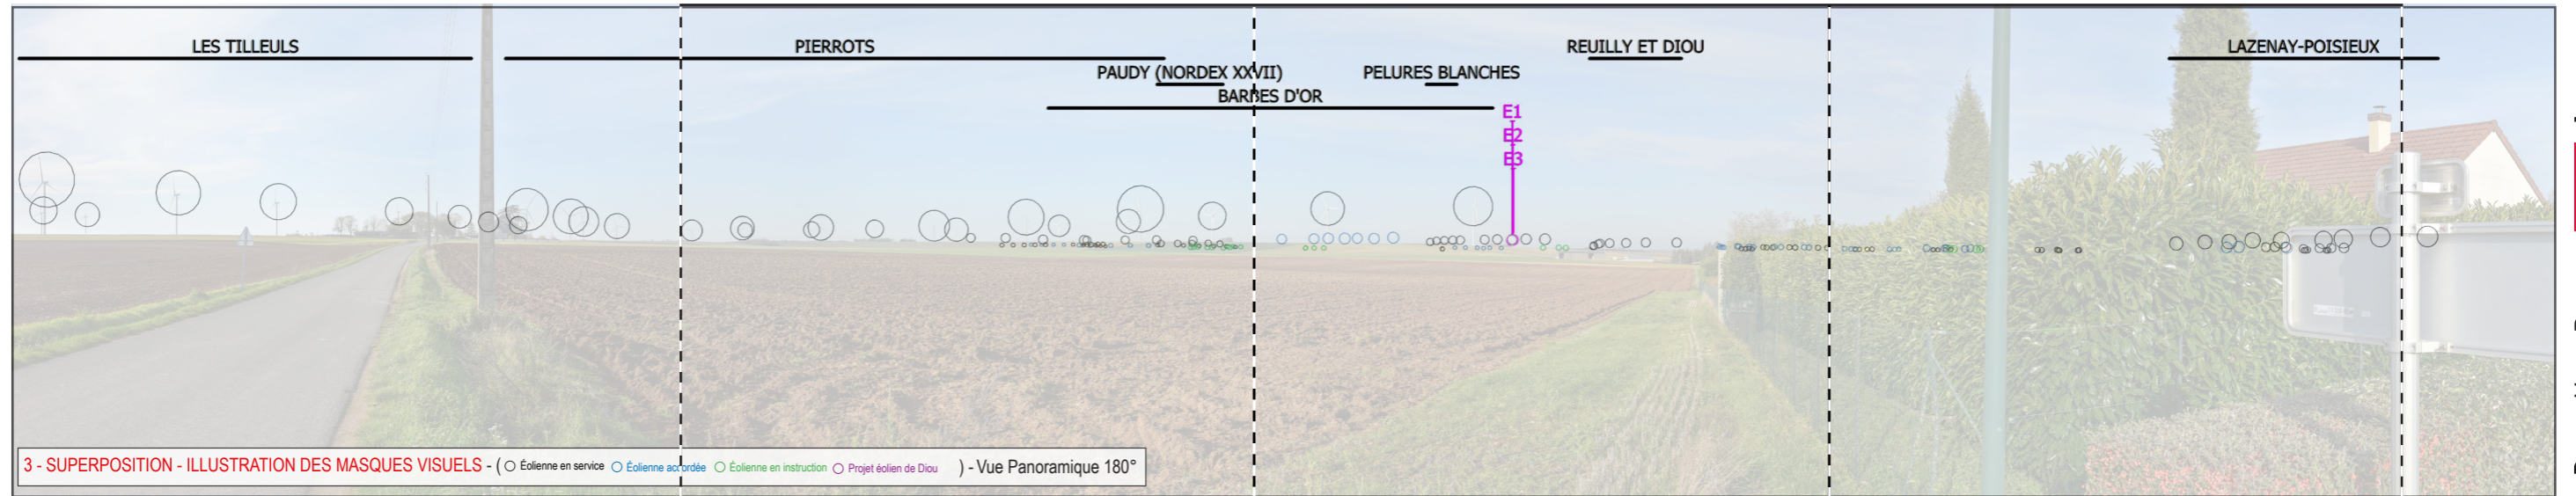 LES TILLEULS
PIERROTS
REUILLY ET DIOU
LAZENAY-POISIEUX
PAUDY (NORDEX XXVII)
PELURES BLANCHES
BARBES D'OR
E1
E2
E3
3 - SUPERPOSITION - ILLUSTRATION DES MASQUES VISUELS - ( Éolienne en service Éolienne accordée Éolienne en instruction Projet éolien de Diou ) - Vue Panoramique 180°